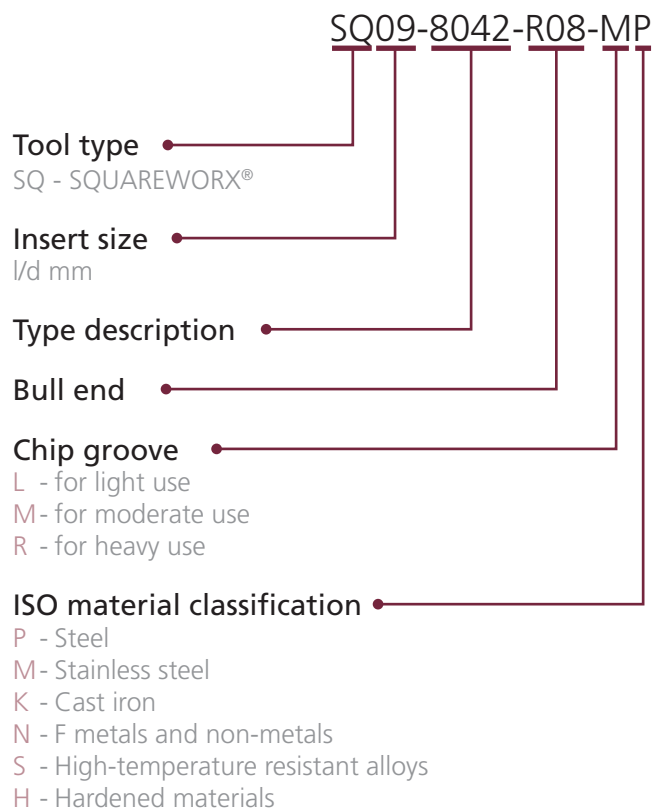 SQ09-8042-R08-MP
Tool type
SQ - SQUAREWORX®
Insert size
l/d mm
Type description
Bull end
Chip groove
L - for light use
M - for moderate use
R - for heavy use
ISO material classification
P - Steel
M - Stainless steel
K - Cast iron
N - F metals and non-metals
S - High-temperature resistant alloys
H - Hardened materials